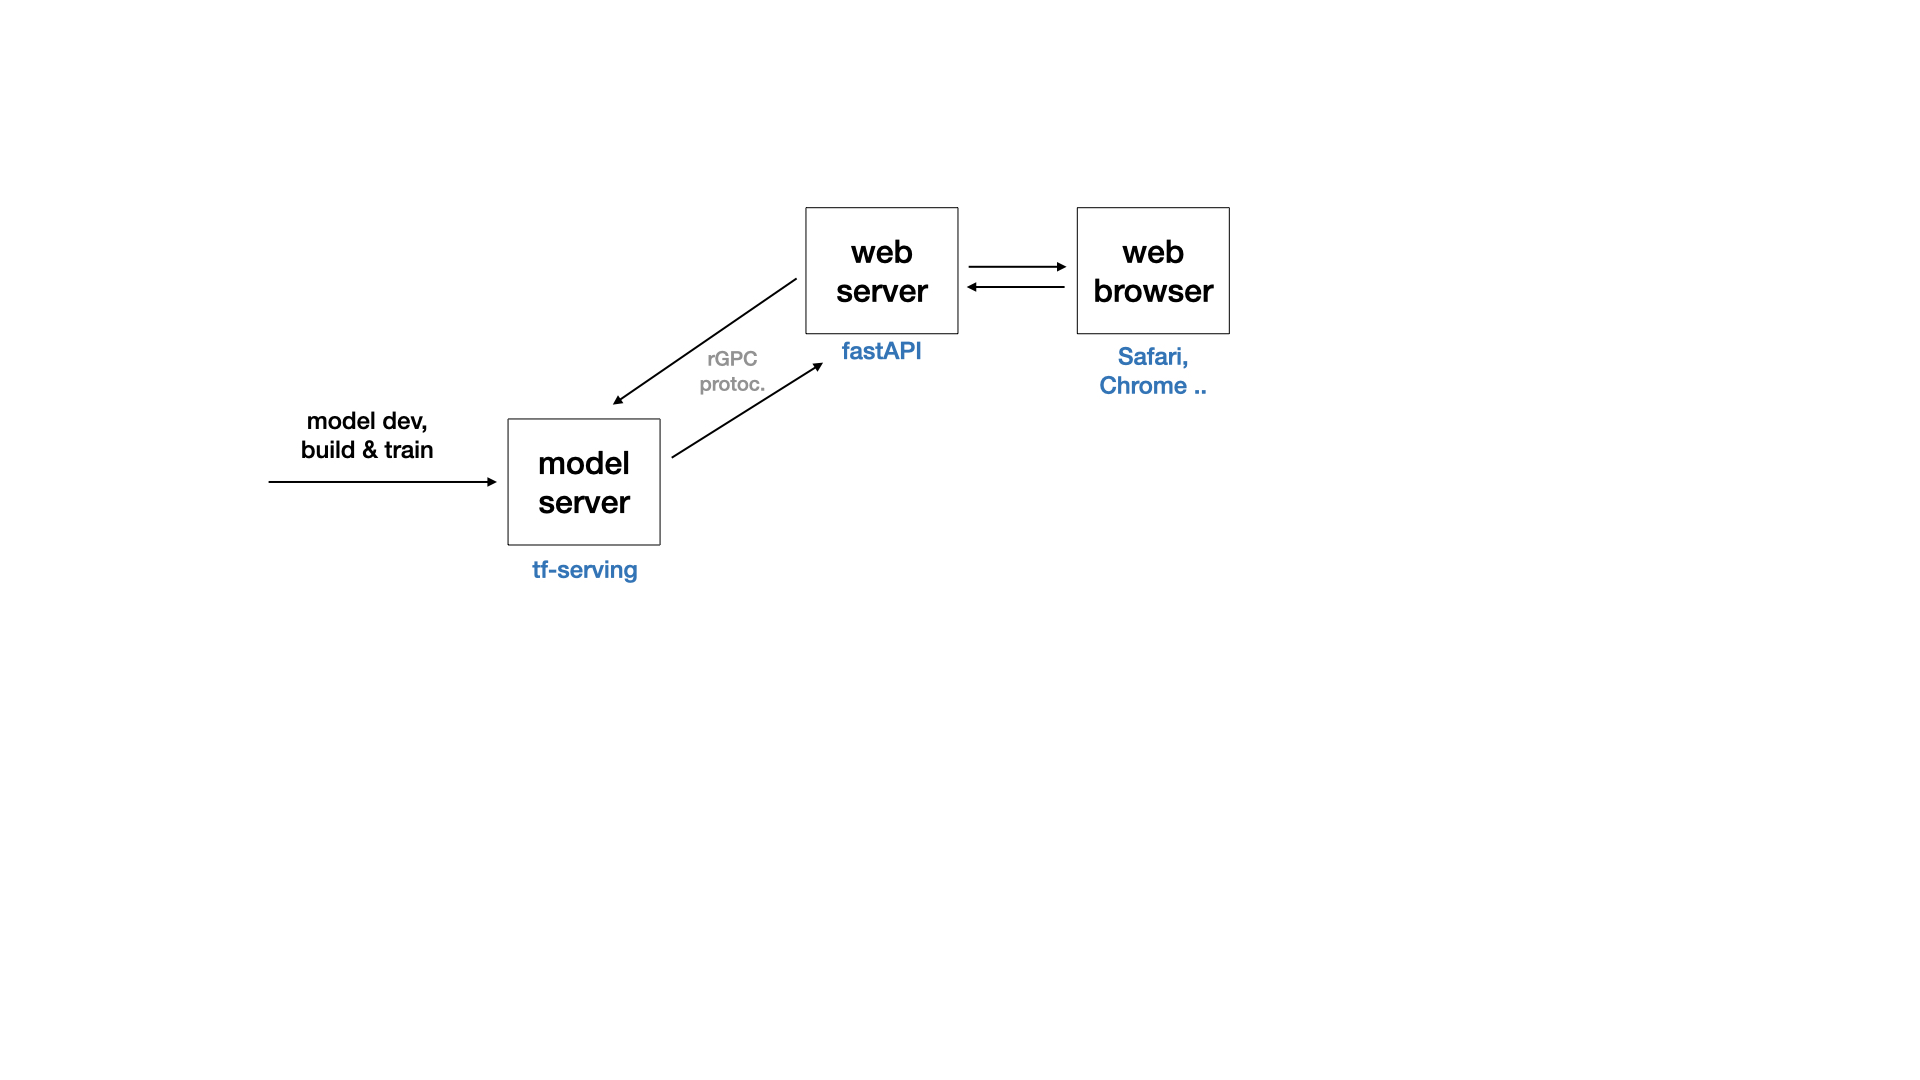 web
server
fastAPI
web
browser
Safari,
Chrome ..
rGPC
protoc.
model dev,
build & train
model
server
tf-serving